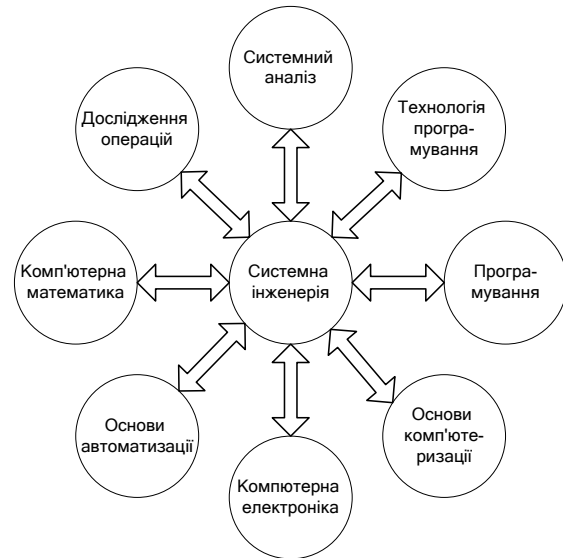 Системний
аналіз
Технологія
програ-
мування
Програ-
мування
Основи
комп'юте-
ризації
Компютерна
електроніка
Основи
автоматизації
Комп'ютерна
математика
Дослідження
операцій
Системна
інженерія